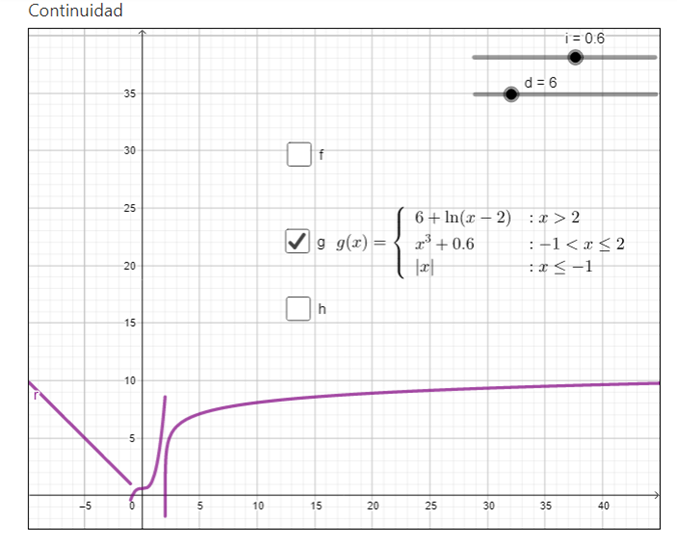 Continuidad
i = 0.6
d = 6
35
30
f
25
g g(x) = { 6 + ln(x − 2) : x > 2
x³ + 0.6 : −1 < x ≤ 2
|x| : x ≤ −1
20
h
15
10
r
5
−5 0 5 10 15 20 25 30 35 40